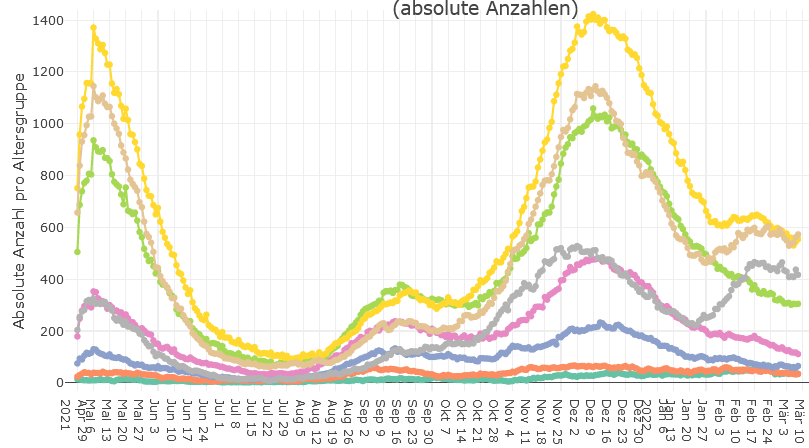 (absolute Anzahlen)
Absolute Anzahl pro Altersgruppe
1400
1200
1000
800
600
400
200
0
2021
Apr 29
Mai 6
Mai 13
Mai 20
Mai 27
Jun 3
Jun 10
Jun 17
Jun 24
Jul 1
Jul 8
Jul 15
Jul 22
Jul 29
Aug 5
Aug 12
Aug 19
Aug 26
Sep 2
Sep 9
Sep 16
Sep 23
Sep 30
Okt 7
Okt 14
Okt 21
Okt 28
Nov 4
Nov 11
Nov 18
Nov 25
Dez 2
Dez 9
Dez 16
Dez 23
Dez 30
2022
Jan 6
Jan 13
Jan 20
Jan 27
Feb 3
Feb 10
Feb 17
Feb 24
Mär 3
Mär 1